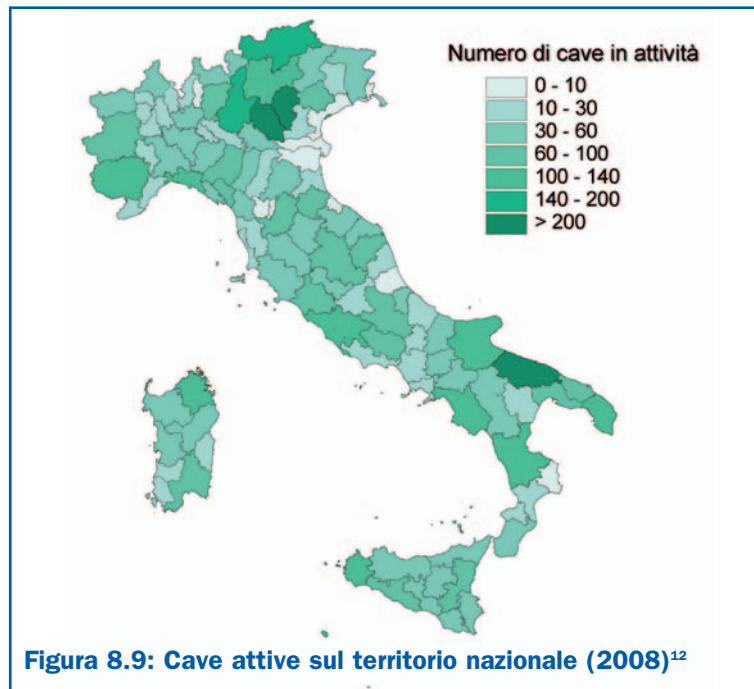 Numero di cave in attività
0 - 10
10 - 30
30 - 60
60 - 100
100 - 140
140 - 200
> 200
Figura 8.9: Cave attive sul territorio nazionale (2008)¹²